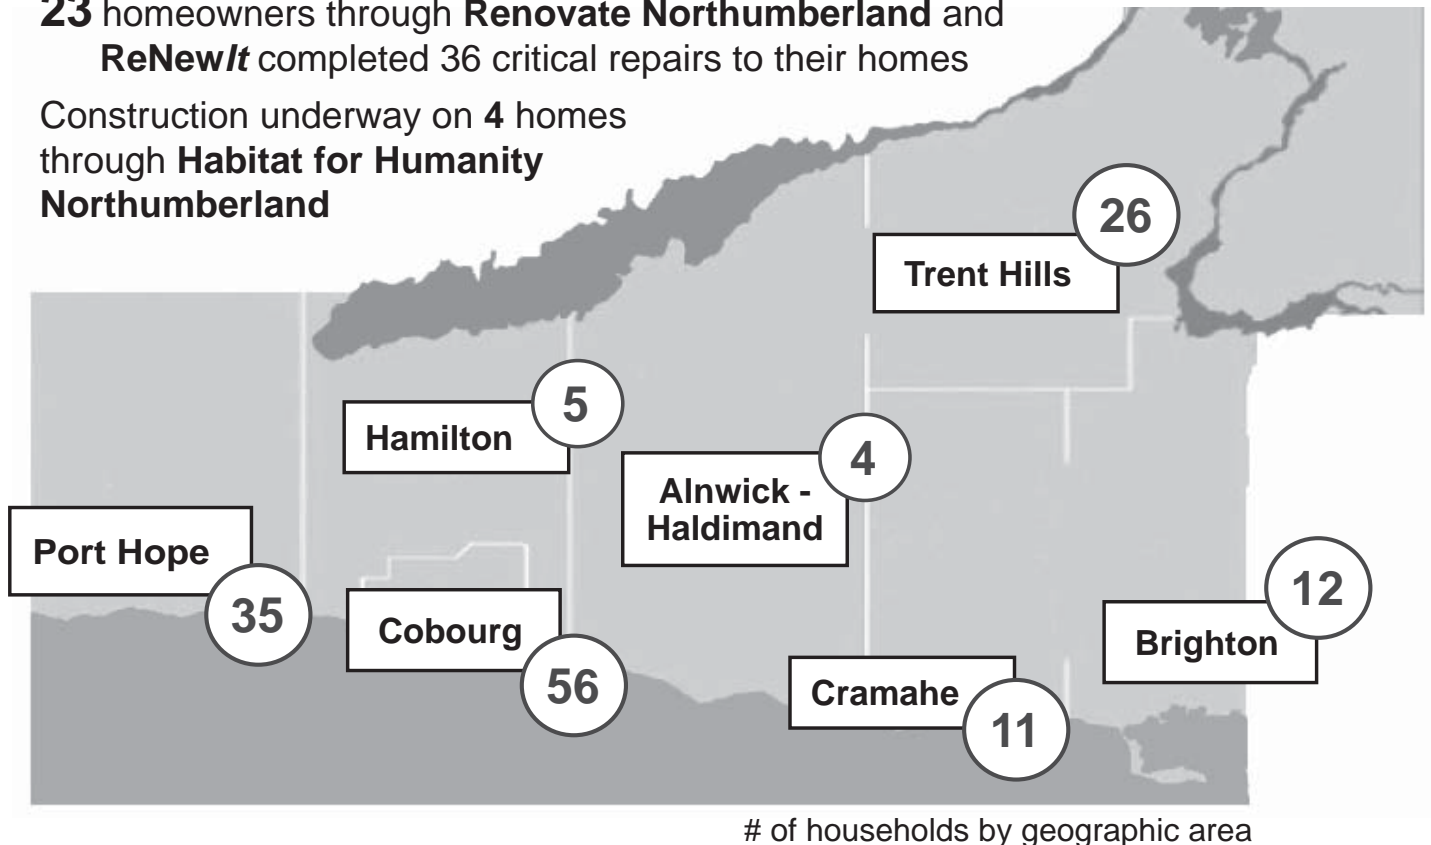 23 homeowners through Renovate Northumberland and
ReNewIt completed 36 critical repairs to their homes
Construction underway on 4 homes
through Habitat for Humanity
Northumberland
26
Trent Hills
5
Hamilton
4
Alnwick -
Haldimand
Port Hope
35
12
Brighton
Cobourg
56
Cramahe
11
# of households by geographic area